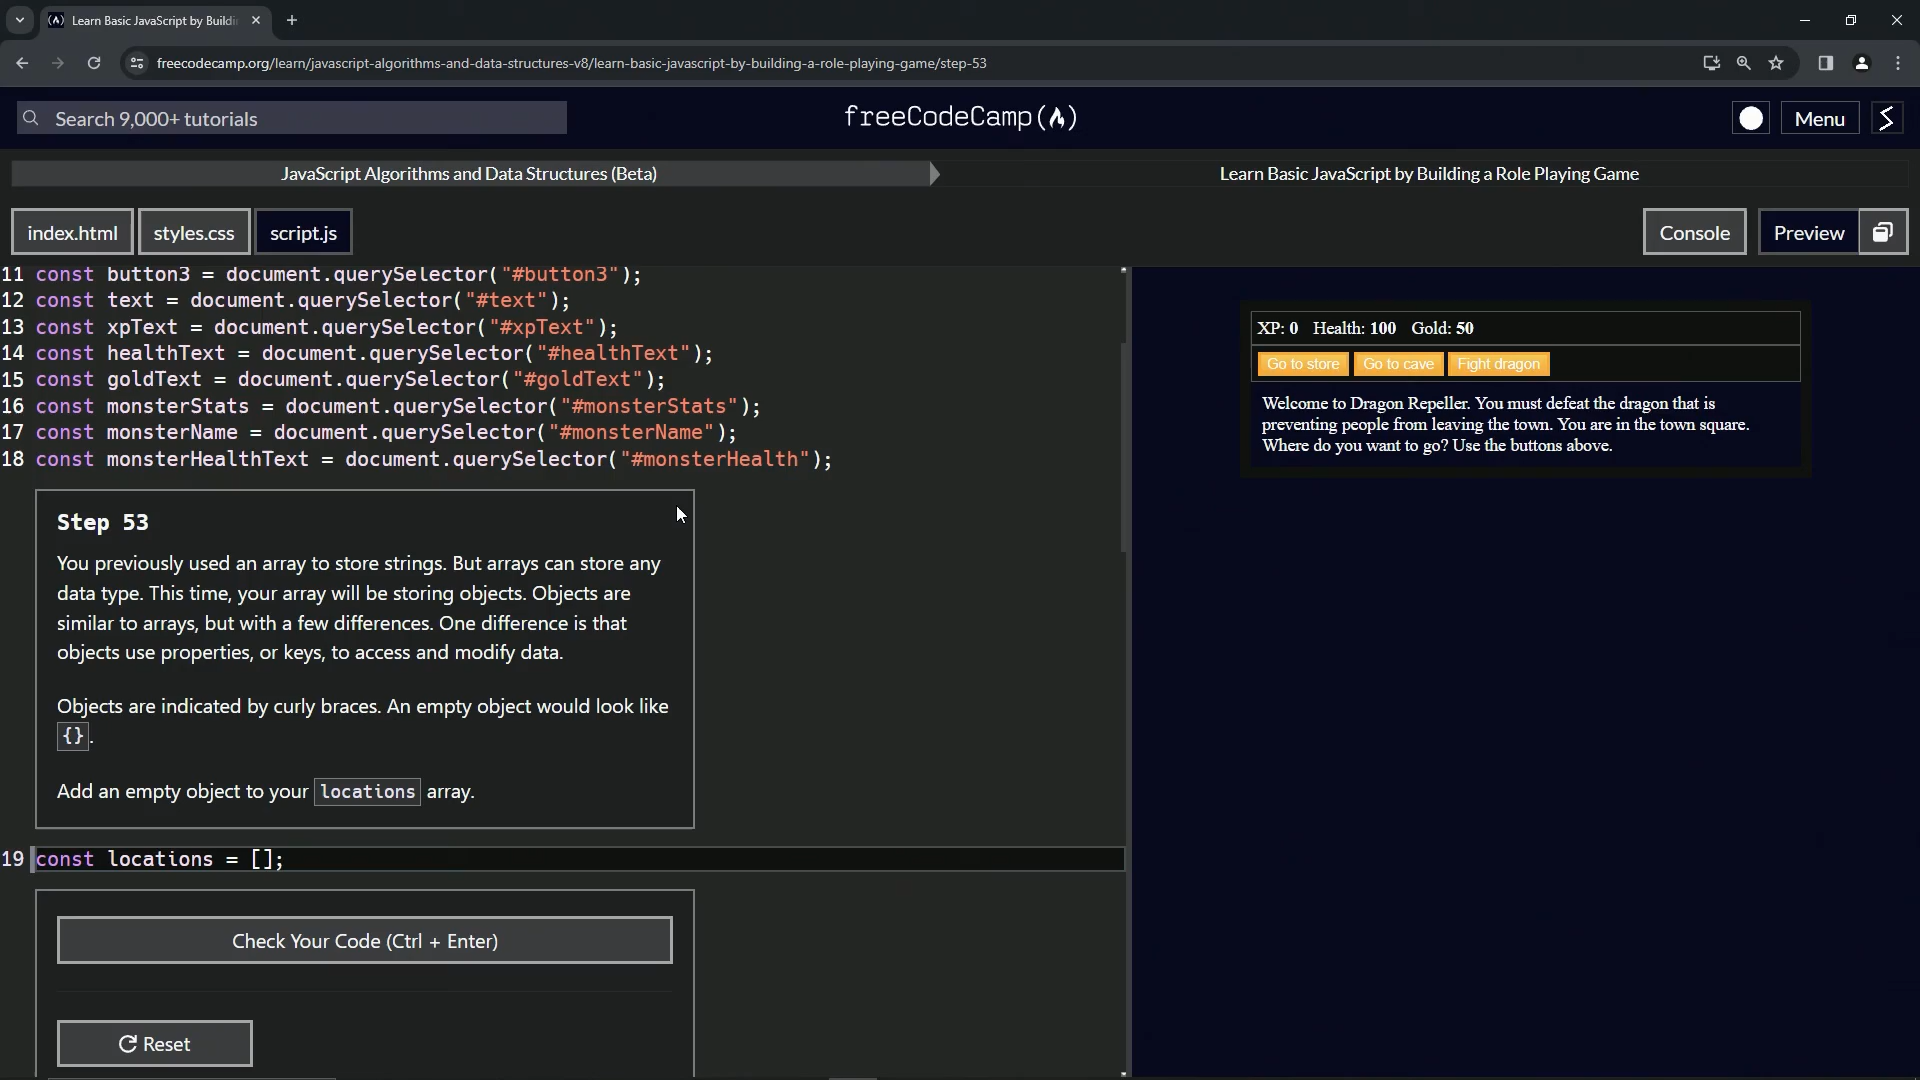 Learn Basic JavaScript by Buildi
freecodecamp.org/learn/javascript-algorithms-and-data-structures-v8/learn-basic-javascript-by-building-a-role-playing-game/step-53
Search 9,000+ tutorials
freeCodeCamp(🔥)
Menu
JavaScript Algorithms and Data Structures (Beta)
Learn Basic JavaScript by Building a Role Playing Game
index.html
styles.css
script.js
Console
Preview
11 const button3 = document.querySelector("#button3");
12 const text = document.querySelector("#text");
13 const xpText = document.querySelector("#xpText");
14 const healthText = document.querySelector("#healthText");
15 const goldText = document.querySelector("#goldText");
16 const monsterStats = document.querySelector("#monsterStats");
17 const monsterName = document.querySelector("#monsterName");
18 const monsterHealthText = document.querySelector("#monsterHealth");
Step 53
You previously used an array to store strings. But arrays can store any
data type. This time, your array will be storing objects. Objects are
similar to arrays, but with a few differences. One difference is that
objects use properties, or keys, to access and modify data.
Objects are indicated by curly braces. An empty object would look like
{}.
Add an empty object to your locations array.
19 const locations = [];
Check Your Code (Ctrl + Enter)
Reset
XP: 0 Health: 100 Gold: 50
Go to store
Go to cave
Fight dragon
Welcome to Dragon Repeller. You must defeat the dragon that is
preventing people from leaving the town. You are in the town square.
Where do you want to go? Use the buttons above.